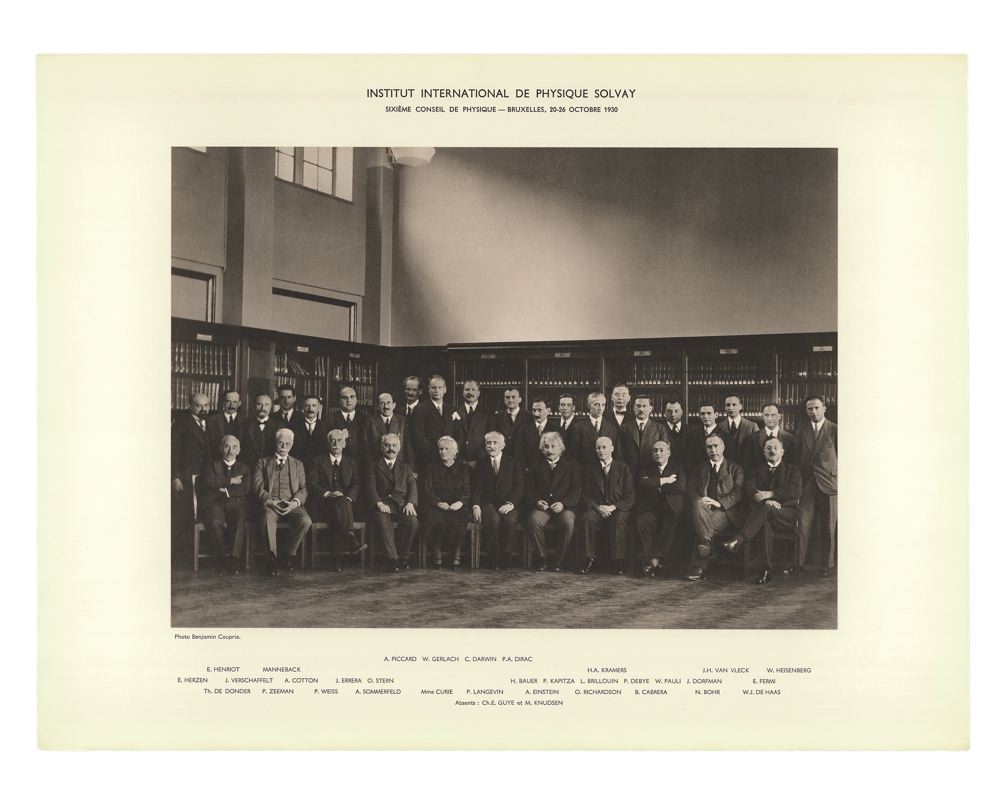 INSTITUT INTERNATIONAL DE PHYSIQUE SOLVAY
SIXIÈME CONSEIL DE PHYSIQUE — BRUXELLES, 20-26 OCTOBRE 1930
Photo Benjamin Couprie.
A. PICCARD W. GERLACH C. DARWIN P.A. DIRAC
E. HENRIOT MANNEBACK H.A. KRAMERS J.H. VAN VLECK W. HEISENBERG
E. HERZEN J. VERSCHAFFELT A. COTTON J. ERRERA O. STERN H. BAUER P. KAPITZA L. BRILLOUIN P. DEBYE W. PAULI J. DORFMAN E. FERMI
Th. DE DONDER P. ZEEMAN P. WEISS A. SOMMERFELD Mme CURIE P. LANGEVIN A. EINSTEIN O. RICHARDSON B. CABRERA N. BOHR W.J. DE HAAS
Absents : Ch.E. GUYE et M. KNUDSEN